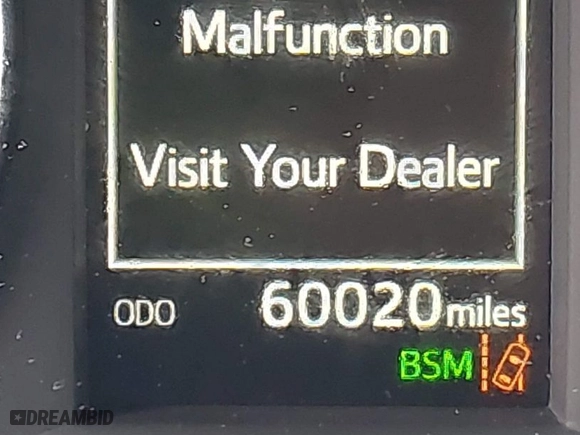 Malfunction
Visit Your Dealer
ODO 60020 miles
BSM
DREAMBID